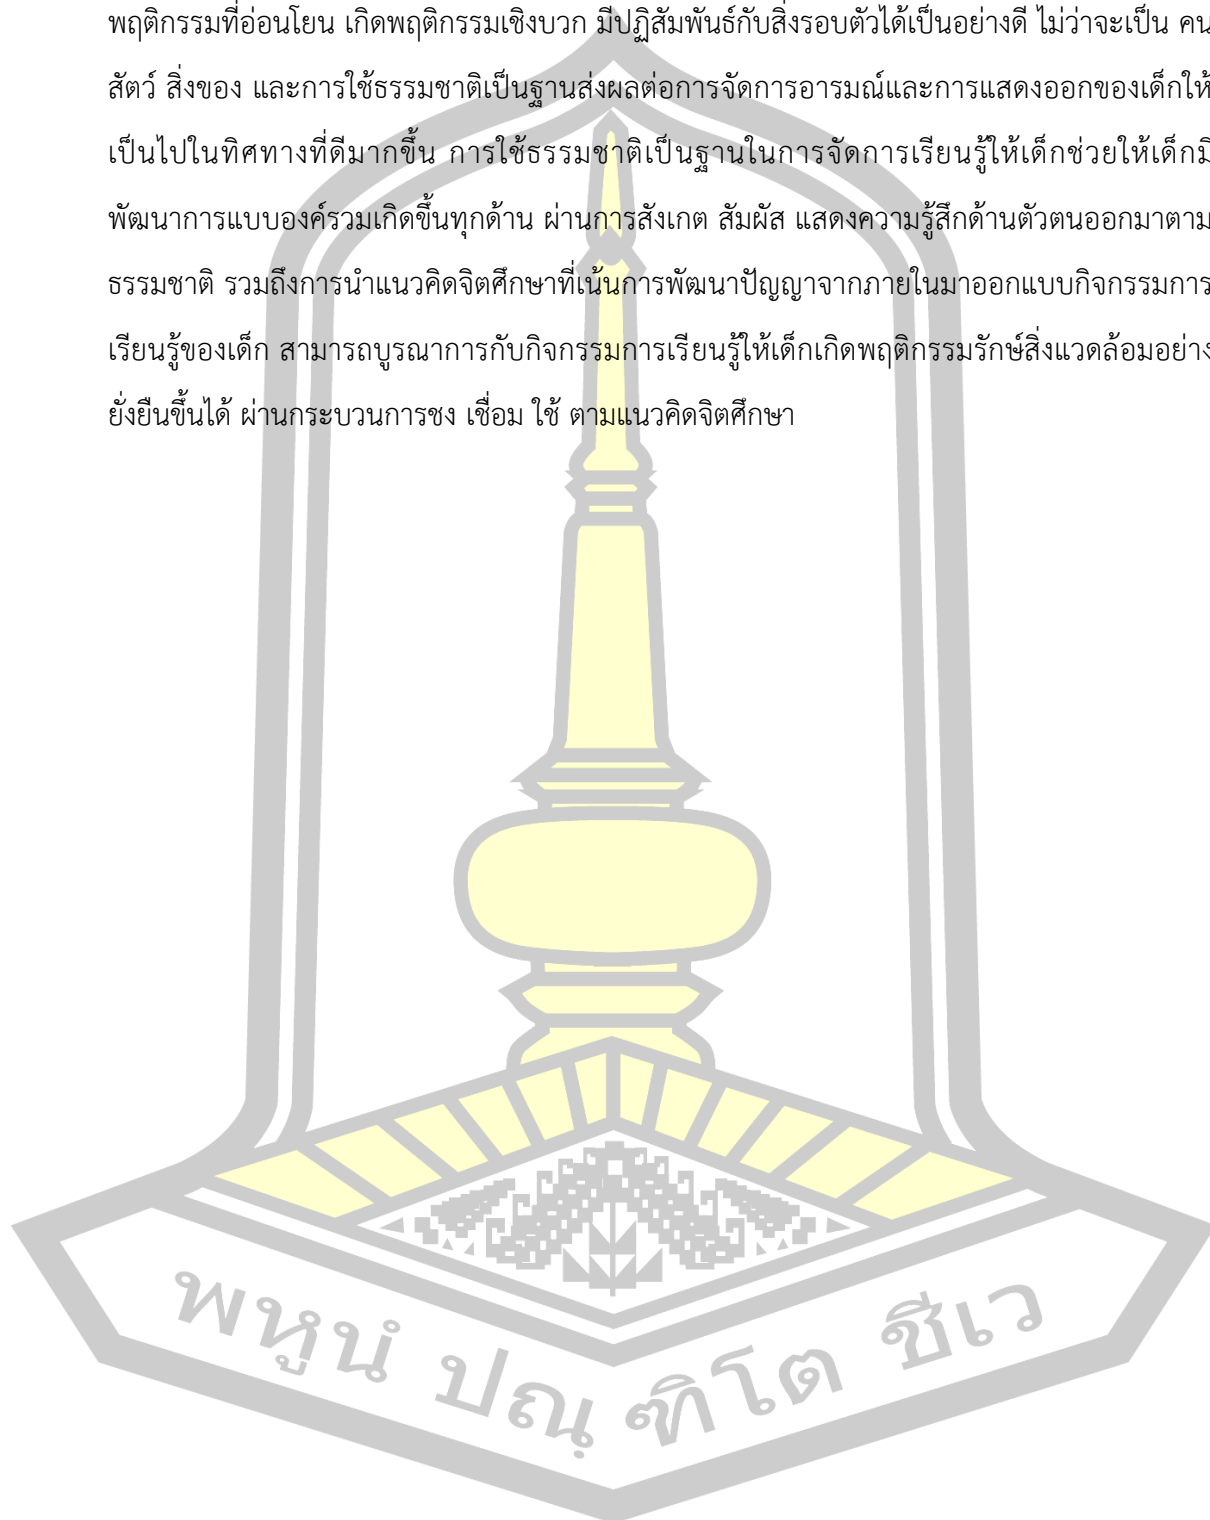 พฤติกรรมที่อ่อนโยน เกิดพฤติกรรมเชิงบวก มีปฏิสัมพันธ์กับสิ่งรอบตัวได้เป็นอย่างดี ไม่ว่าจะเป็น คน
สัตว์ สิ่งของ และการใช้ธรรมชาติเป็นฐานส่งผลต่อการจัดการอารมณ์และการแสดงออกของเด็กให้
เป็นไปในทิศทางที่ดีมากขึ้น การใช้ธรรมชาติเป็นฐานในการจัดการเรียนรู้ให้เด็กช่วยให้เด็กมี
พัฒนาการแบบองค์รวมเกิดขึ้นทุกด้าน ผ่านการสังเกต สัมผัส แสดงความรู้สึกด้านตัวตนออกมาตาม
ธรรมชาติ รวมถึงการนำแนวคิดจิตศึกษาที่เน้นการพัฒนาปัญญาจากภายในมาออกแบบกิจกรรมการ
เรียนรู้ของเด็ก สามารถบูรณาการกับกิจกรรมการเรียนรู้ให้เด็กเกิดพฤติกรรมรักษ์สิ่งแวดล้อมอย่าง
ยั่งยืนขึ้นได้ ผ่านกระบวนการชง เชื่อม ใช้ ตามแนวคิดจิตศึกษา
พหูนํ ปณฺ ฑิโต ชีเว